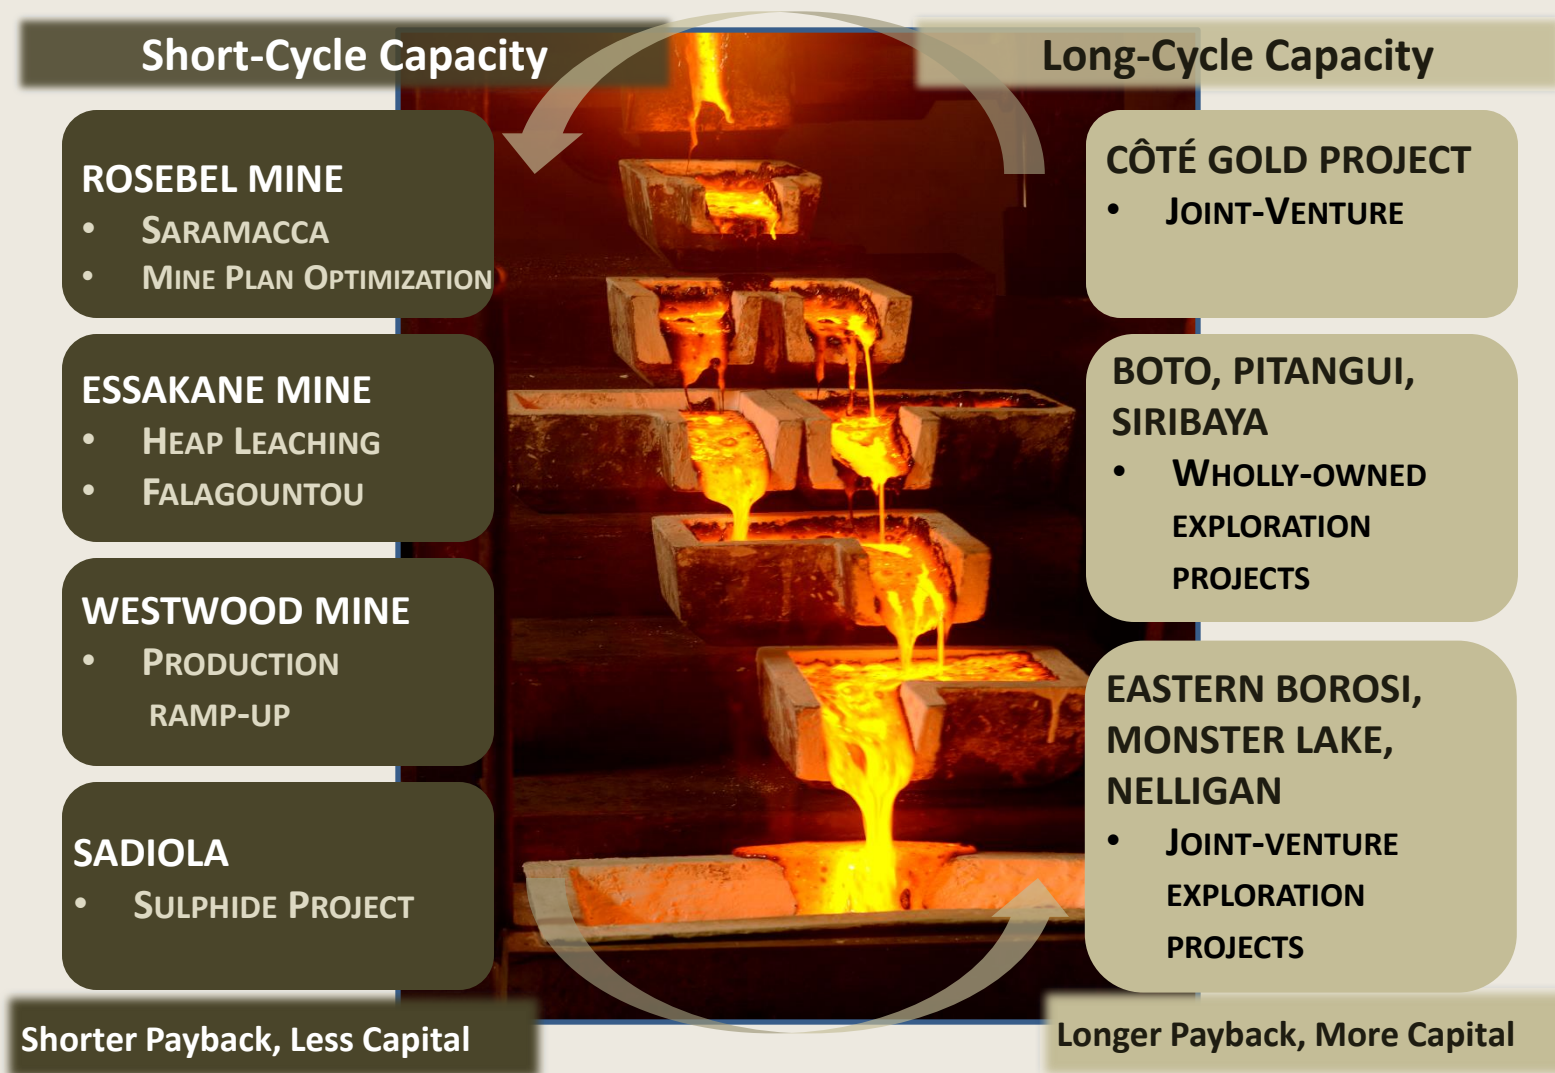 Short-Cycle Capacity
Long-Cycle Capacity
ROSEBEL MINE
• SARAMACCA
• MINE PLAN OPTIMIZATION
ESSAKANE MINE
• HEAP LEACHING
• FALAGOUNTOU
WESTWOOD MINE
• PRODUCTION
RAMP-UP
SADIOLA
• SULPHIDE PROJECT
Shorter Payback, Less Capital
CÔTÉ GOLD PROJECT
• JOINT-VENTURE
BOTO, PITANGUI,
SIRIBAYA
• WHOLLY-OWNED
EXPLORATION
PROJECTS
EASTERN BOROSI,
MONSTER LAKE,
NELLIGAN
• JOINT-VENTURE
EXPLORATION
PROJECTS
Longer Payback, More Capital